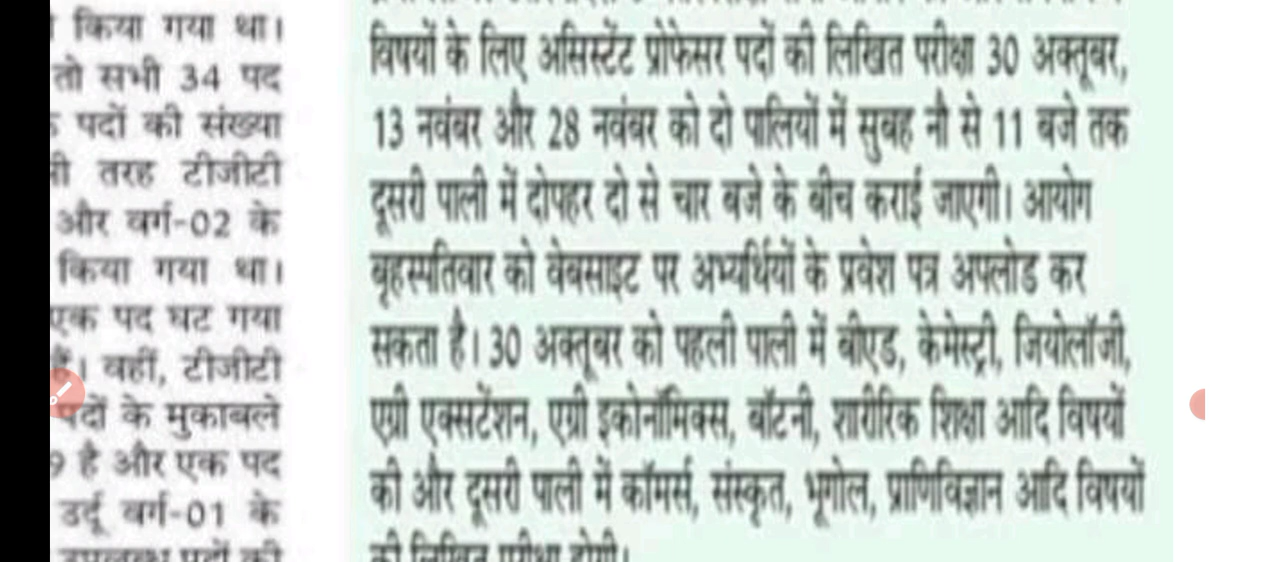 किया गया था।
तो सभी 34 पद
पदों की संख्या
तरह टीजीटी
और वर्ग-02 के
किया गया था।
एक पद घट गया
हैं। वहीं, टीजीटी
पदों के मुकाबले
9 है और एक पद
उर्दू वर्ग-01 के
विषयों के लिए असिस्टेंट प्रोफेसर पदों की लिखित परीक्षा 30 अक्तूबर,
13 नवंबर और 28 नवंबर को दो पालियों में सुबह नौ से 11 बजे तक
दूसरी पाली में दोपहर दो से चार बजे के बीच कराई जाएगी। आयोग
बृहस्पतिवार को वेबसाइट पर अभ्यर्थियों के प्रवेश पत्र अपलोड कर
सकता है। 30 अक्तूबर को पहली पाली में बीएड, केमेस्ट्री, जियोलॉजी,
एग्री एक्सटेंशन, एग्री इकोनॉमिक्स, बॉटनी, शारीरिक शिक्षा आदि विषयों
की और दूसरी पाली में कॉमर्स, संस्कृत, भूगोल, प्राणिविज्ञान आदि विषयों
की लिखित परीक्षा होगी।